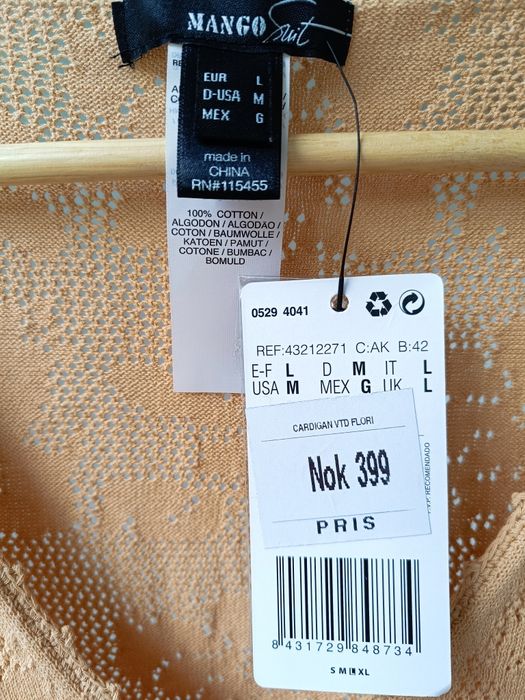 MANGO Suit
EUR L
D-USA M
MEX G
made in
CHINA
RN#115455
100% COTTON /
ALGODON / ALGODAO /
COTON / BAUMWOLLE /
KATOEN / PAMUT /
COTONE / BUMBAC /
BOMULD
0529 4041
REF:43212271 C:AK B:42
E-F L D M IT L
USA M MEX G UK L
CARDIGAN VTD FLORI
Nok 399
PRIS
P.V.P. RECOMENDADO
8 431729 848734
S M L XL